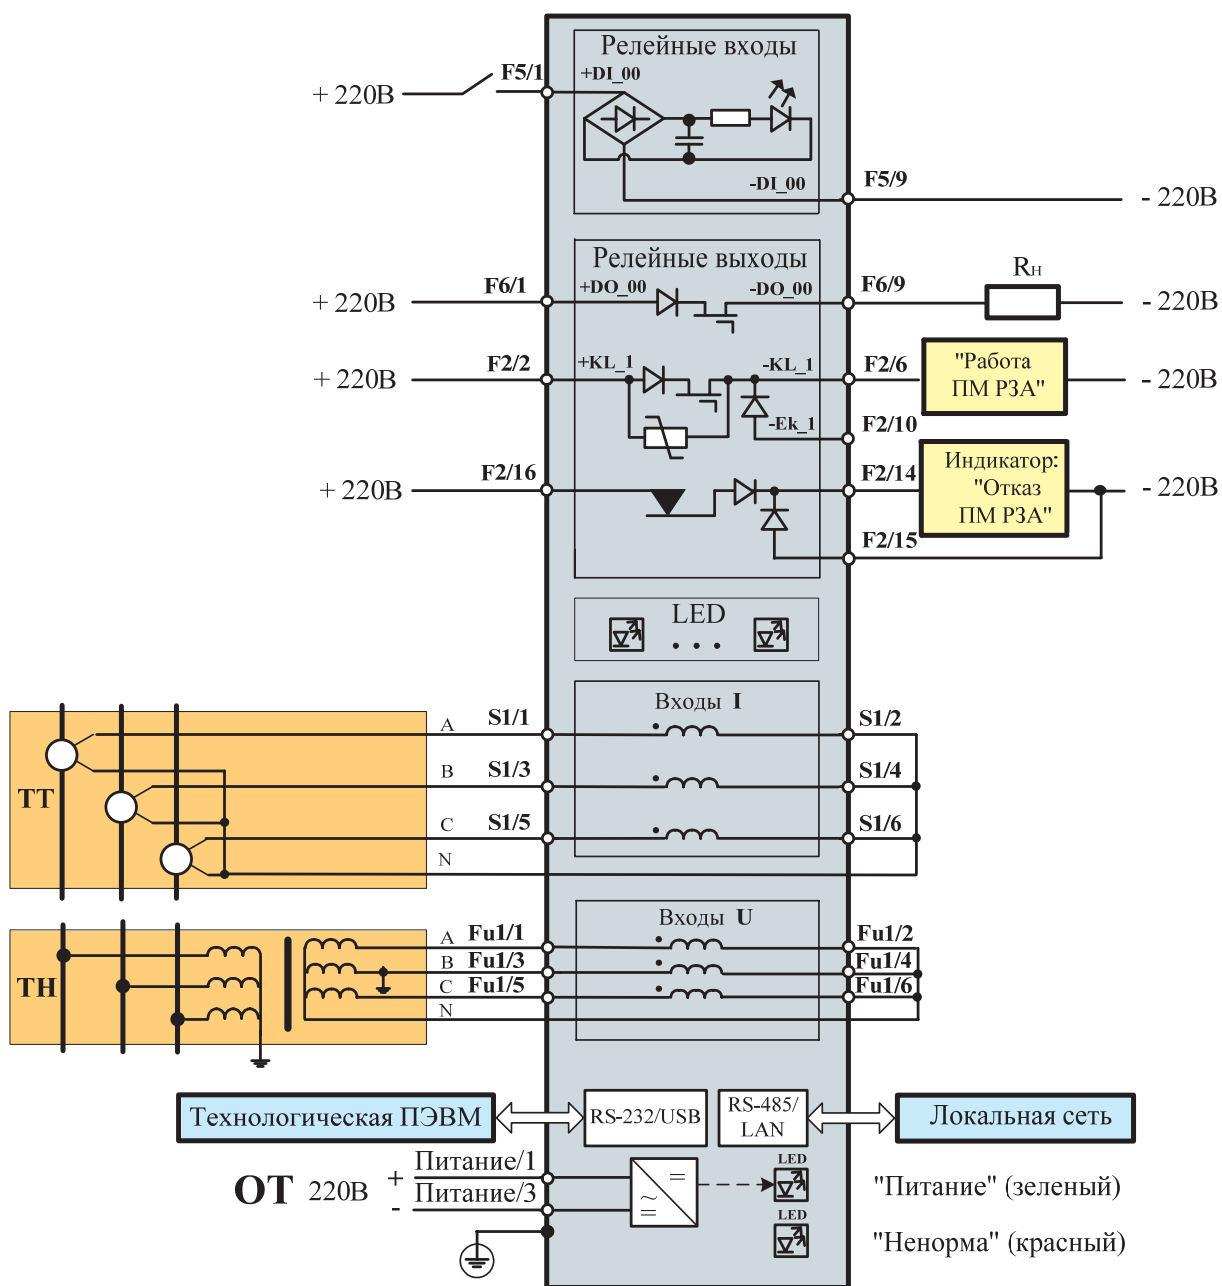 Релейные входы
F5/1
+DI_00
+ 220В
-DI_00
F5/9
- 220В
Релейные выходы
F6/1
+DO_00
-DO_00
F6/9
Rн
+ 220В
- 220В
F2/2
+KL_1
-KL_1
F2/6
"Работа
ПМ РЗА"
+ 220В
- 220В
-Ek_1
F2/10
F2/16
F2/14
Индикатор:
"Отказ
ПМ РЗА"
+ 220В
- 220В
F2/15
LED
. . .
Входы I
A
S1/1
S1/2
B
S1/3
S1/4
ТТ
C
S1/5
S1/6
N
Входы U
A
Fu1/1
Fu1/2
B
Fu1/3
Fu1/4
ТН
C
Fu1/5
Fu1/6
N
Технологическая ПЭВМ
RS-232/USB
RS-485/
LAN
Локальная сеть
ОТ 220В
+
Питание/1
-
Питание/3
=
~
=
LED
"Питание" (зеленый)
LED
"Ненорма" (красный)